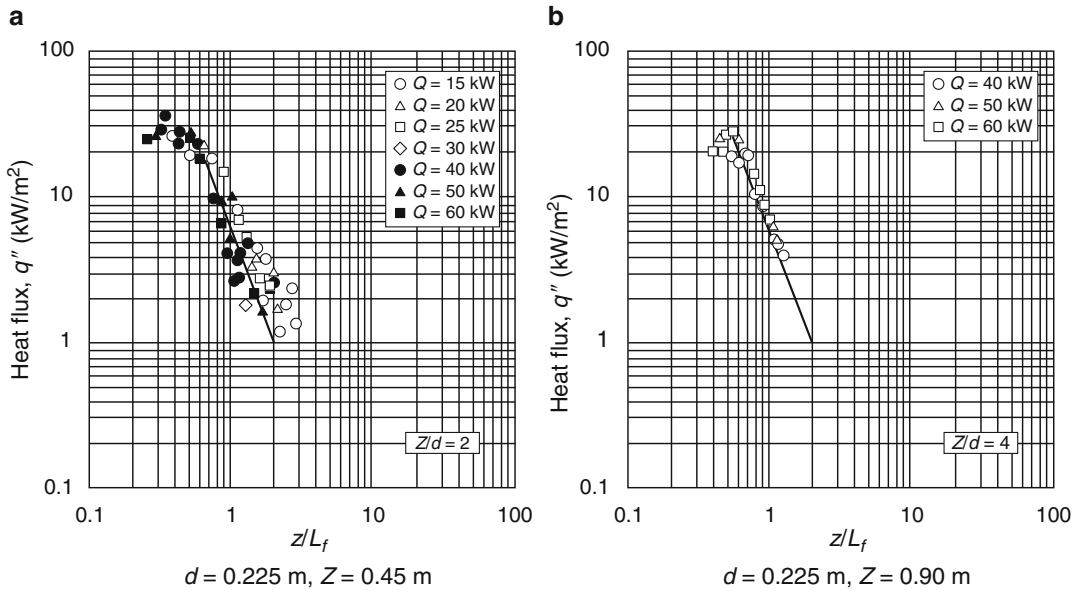 a
Heat flux, q″ (kW/m²)
100
10
1
0.1
Q = 15 kW
Q = 20 kW
Q = 25 kW
Q = 30 kW
Q = 40 kW
Q = 50 kW
Q = 60 kW
Z/d = 2
0.1 1 10 100
z/Lf
d = 0.225 m, Z = 0.45 m
b
Heat flux, q″ (kW/m²)
100
10
1
0.1
Q = 40 kW
Q = 50 kW
Q = 60 kW
Z/d = 4
0.1 1 10 100
z/Lf
d = 0.225 m, Z = 0.90 m